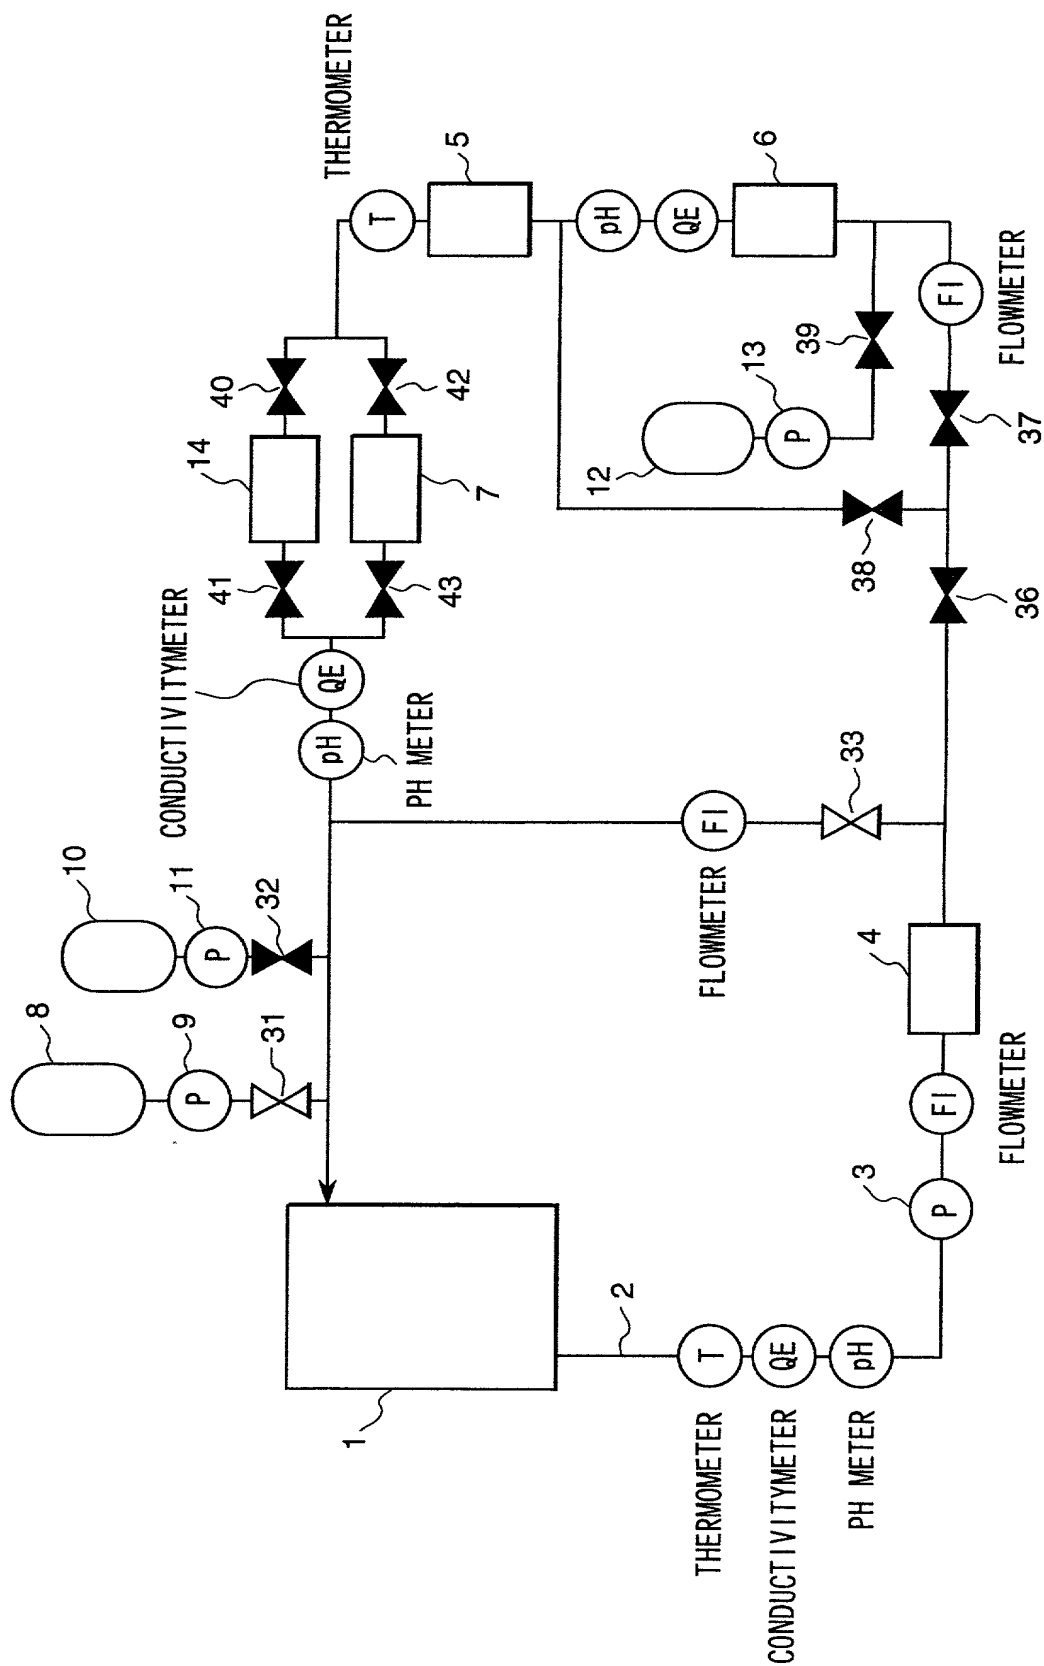 8
9
31
10
11
32
CONDUCTIVITYMETER
P
P
pH
QE
PH METER
41
14
40
43
7
42
THERMOMETER
T
5
pH
QE
6
12
13
P
39
38
37
36
FI
FLOWMETER
33
FI
FLOWMETER
4
FI
FLOWMETER
3
P
1
2
T
QE
pH
THERMOMETER
CONDUCTIVITYMETER
PH METER